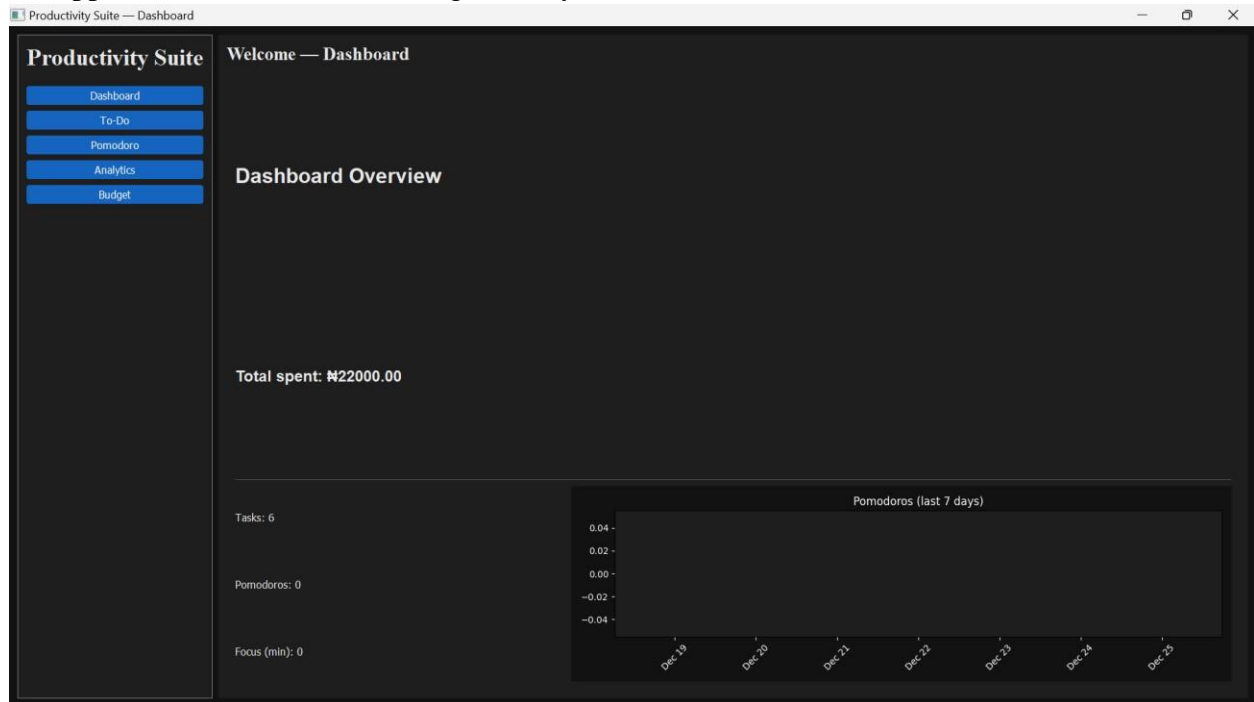 Productivity Suite — Dashboard
Productivity Suite
Dashboard
To-Do
Pomodoro
Analytics
Budget
Welcome — Dashboard
Dashboard Overview
Total spent: ₦22000.00
Tasks: 6
Pomodoros: 0
Focus (min): 0
Pomodoros (last 7 days)
0.04
0.02
0.00
−0.02
−0.04
Dec 19
Dec 20
Dec 21
Dec 22
Dec 23
Dec 24
Dec 25